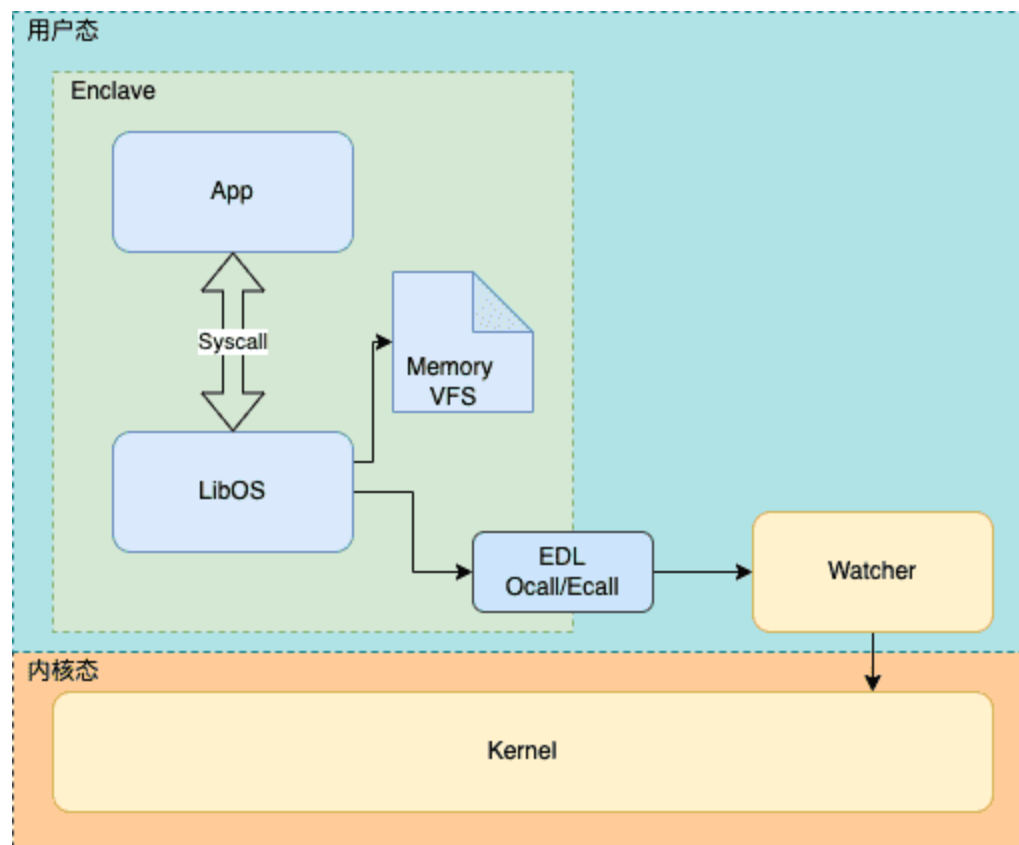 用户态
Enclave
App
Syscall
Memory
VFS
LibOS
EDL
Ocall/Ecall
Watcher
内核态
Kernel